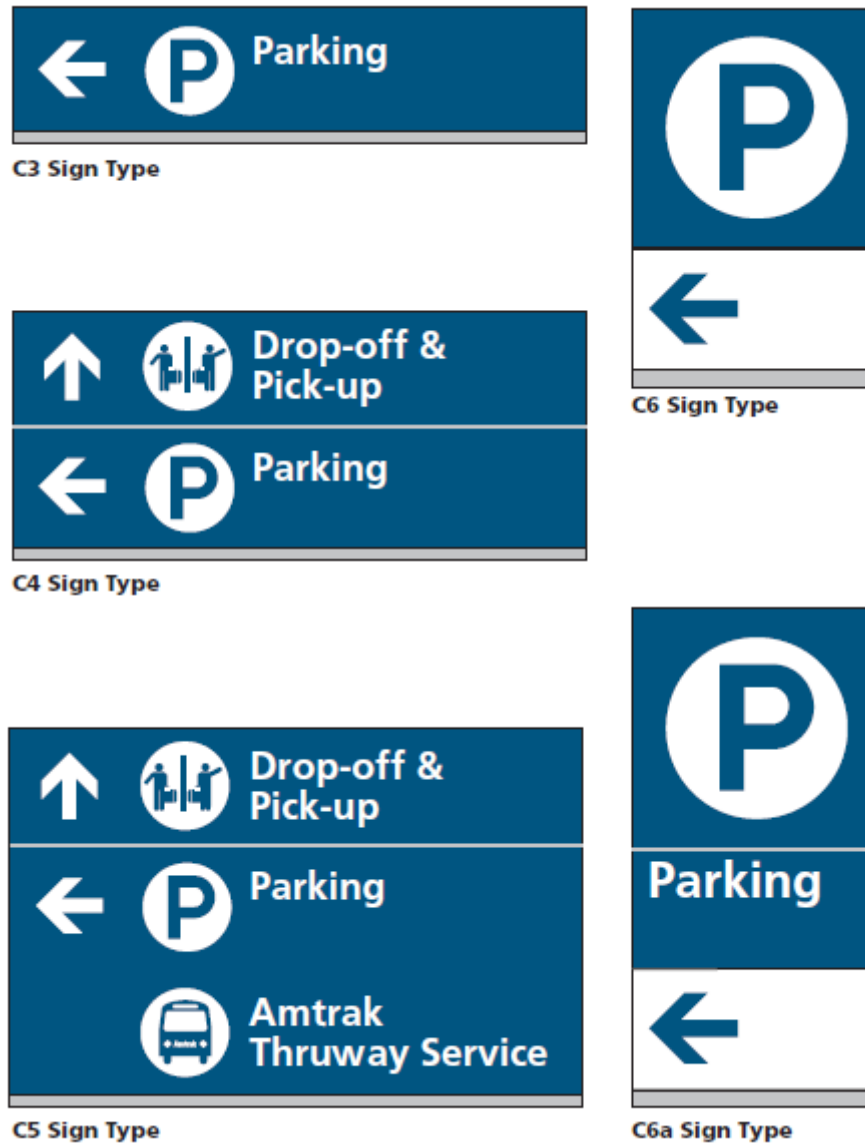 P Parking
C3 Sign Type
P
C6 Sign Type
Drop-off &
Pick-up
P Parking
C4 Sign Type
Drop-off &
Pick-up
P Parking
Amtrak
Amtrak
Thruway Service
C5 Sign Type
P
Parking
C6a Sign Type